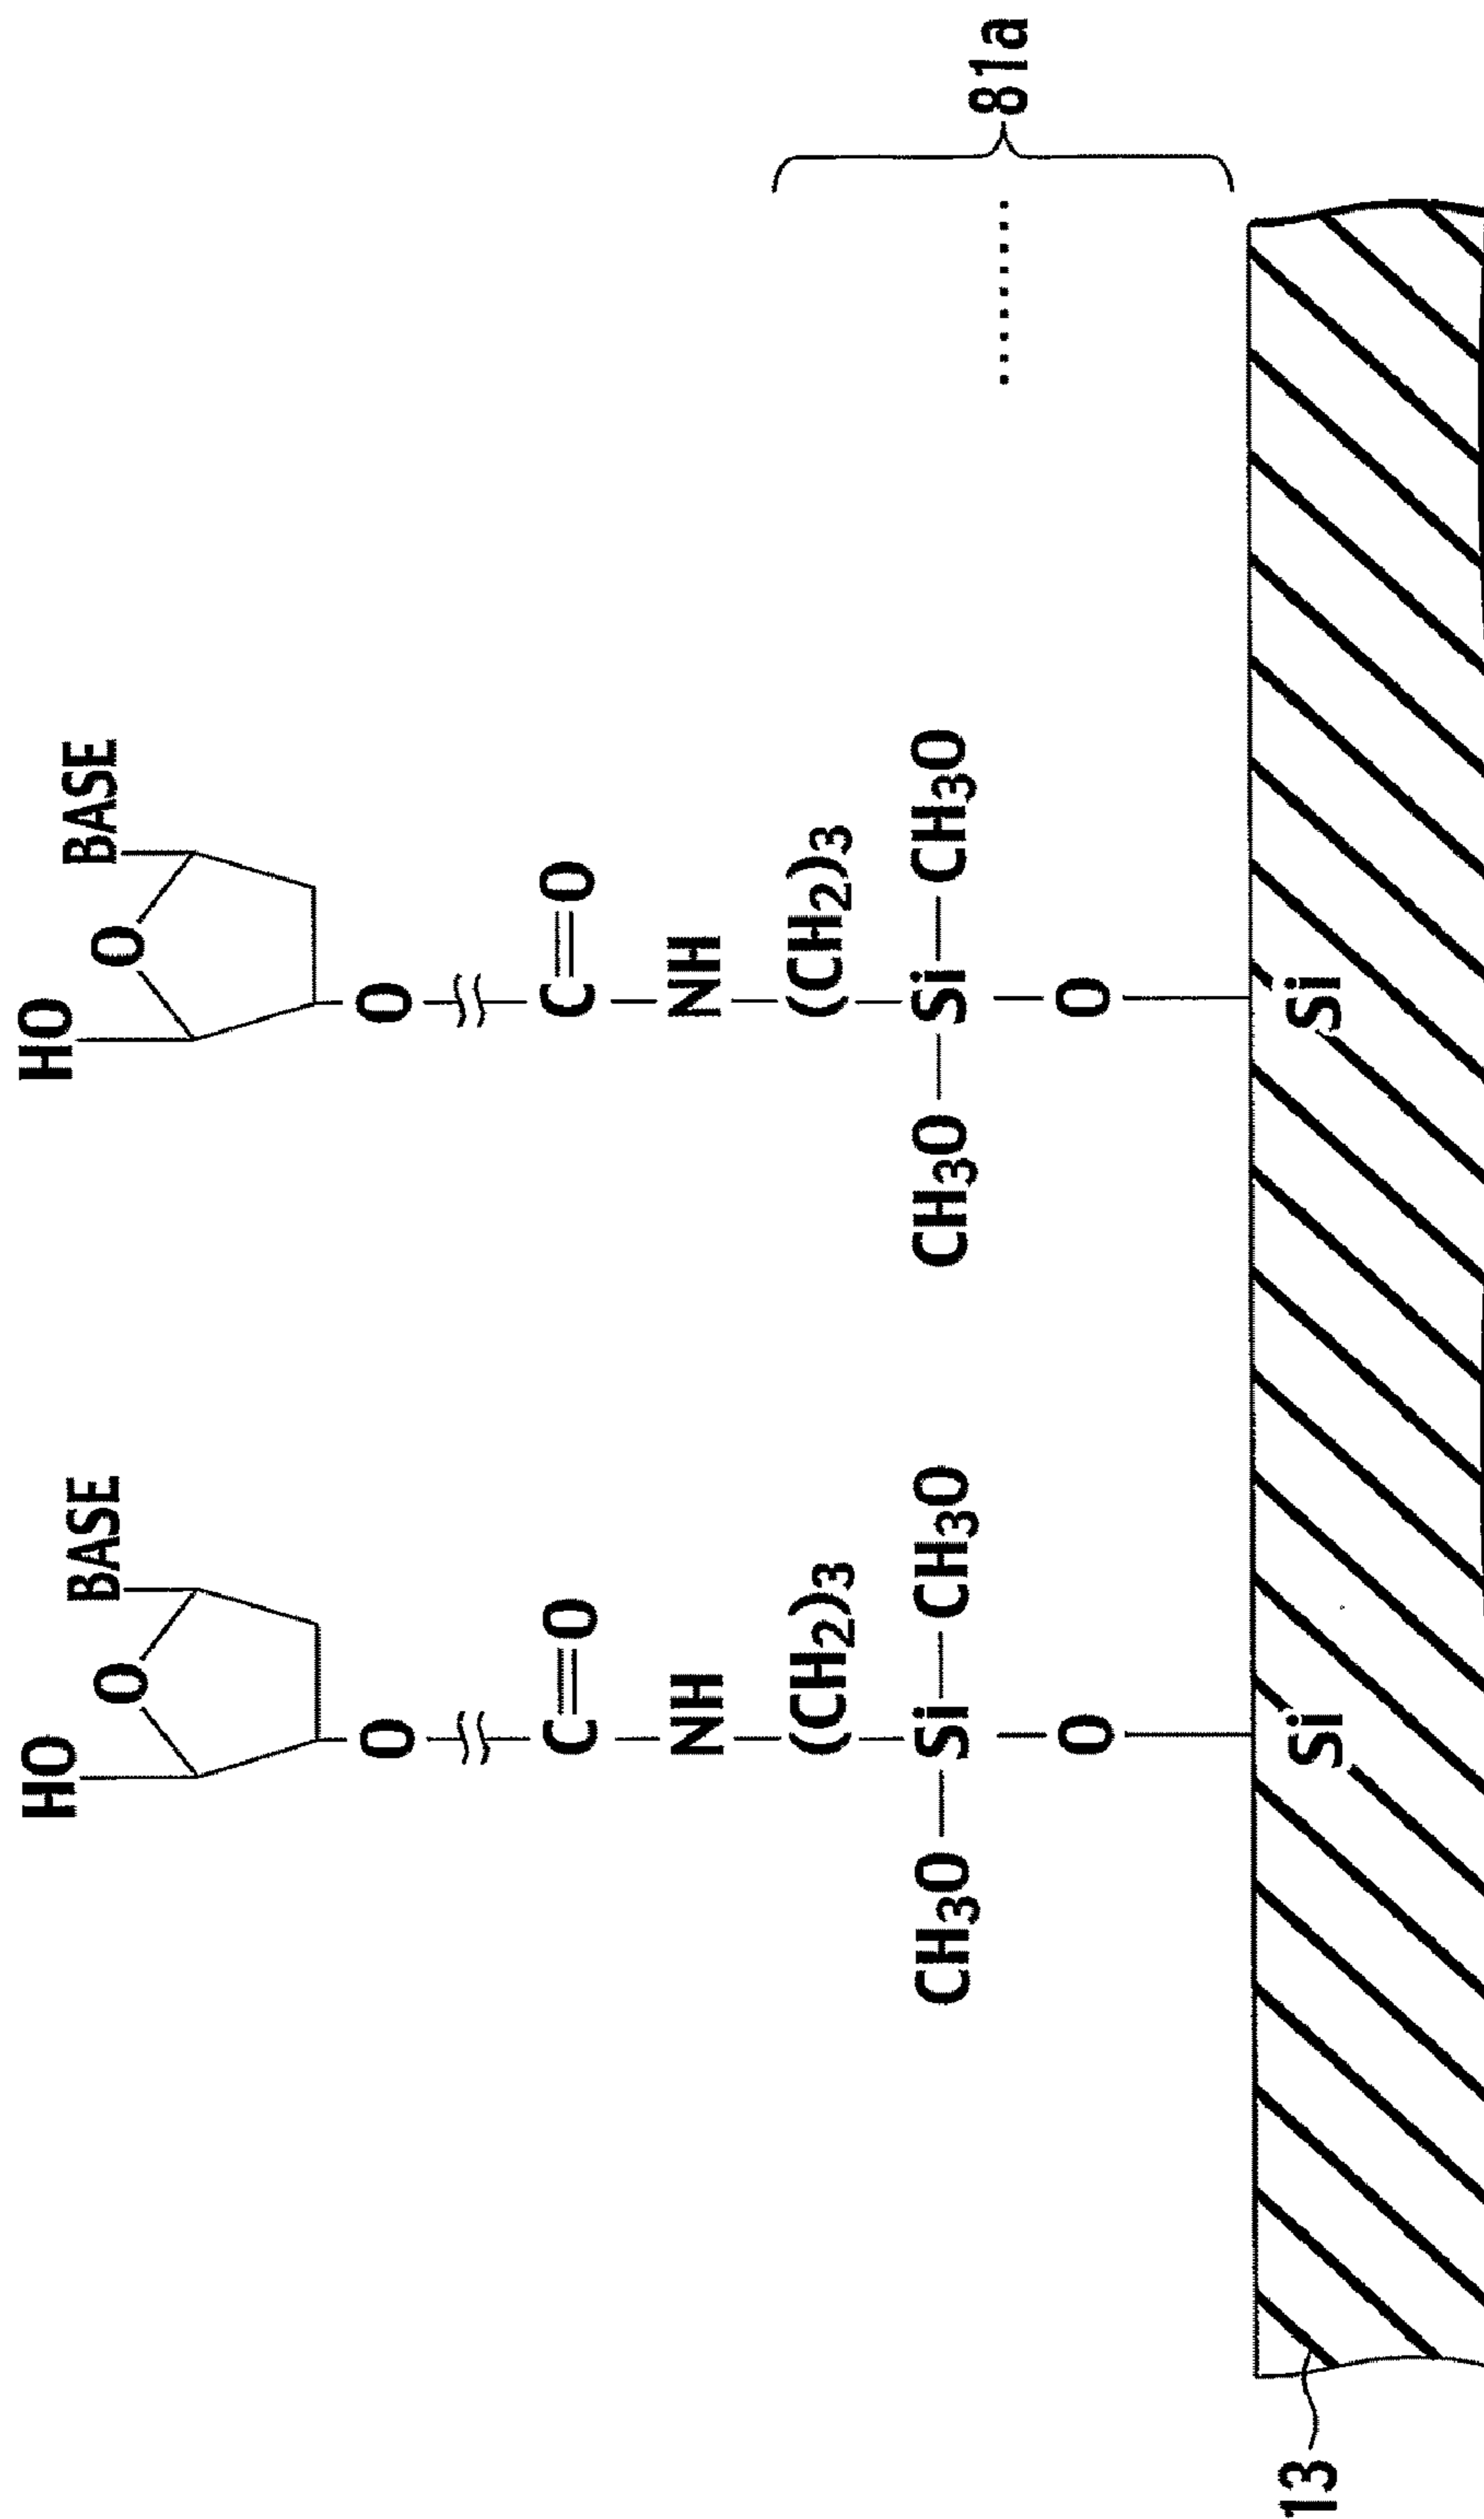 HO HO
BASE BASE
O O
O O
C=O C=O
NH NH
(CH₂)₃ (CH₂)₃
CH₃O—Si—CH₃O CH₃O—Si—CH₃O ········· 81a
O O
13 Si Si